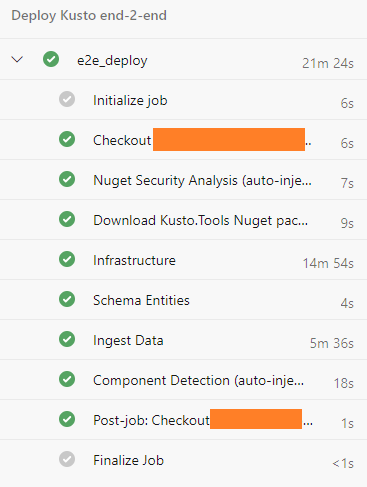 Deploy Kusto end-2-end
e2e_deploy 21m 24s
Initialize job 6s
Checkout .. 6s
Nuget Security Analysis (auto-inje... 7s
Download Kusto.Tools Nuget pac... 9s
Infrastructure 14m 54s
Schema Entities 4s
Ingest Data 5m 36s
Component Detection (auto-inje... 18s
Post-job: Checkout ... 1s
Finalize Job <1s